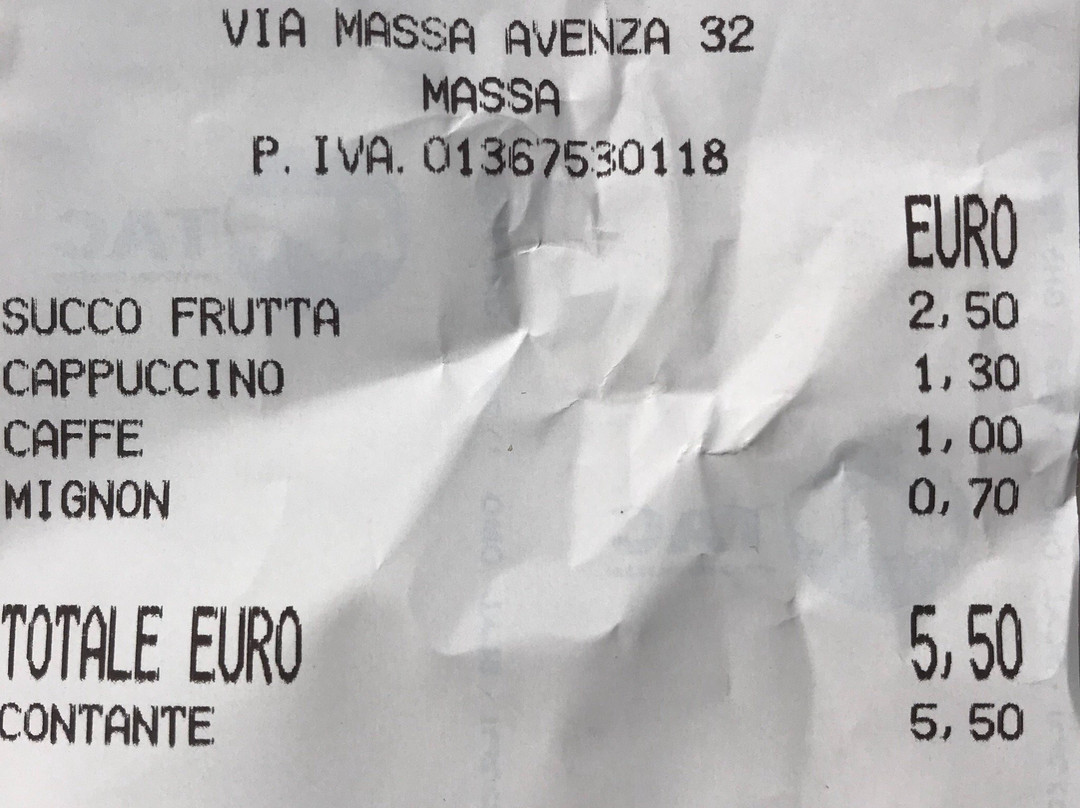 VIA MASSA AVENZA 32
MASSA
P. IVA. 01367530118
EURO
SUCCO FRUTTA 2,50
CAPPUCCINO 1,30
CAFFE 1,00
MIGNON 0,70
TOTALE EURO 5,50
CONTANTE 5,50